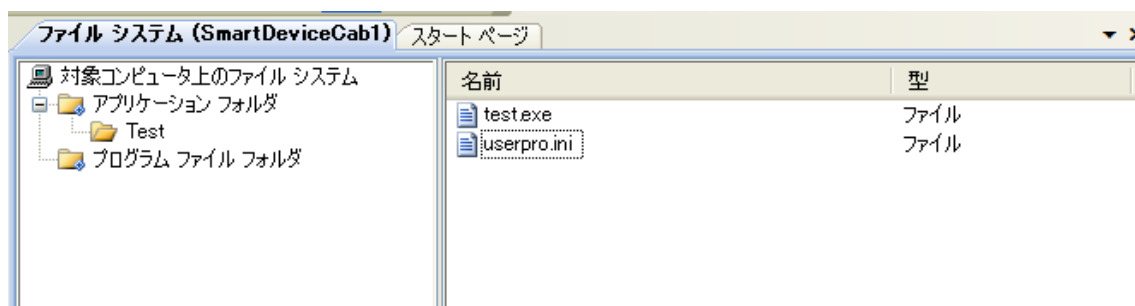 ファイル システム (SmartDeviceCab1) スタート ページ
対象コンピュータ上のファイル システム
アプリケーション フォルダ
Test
プログラム ファイル フォルダ
名前 型
test.exe ファイル
userpro.ini ファイル